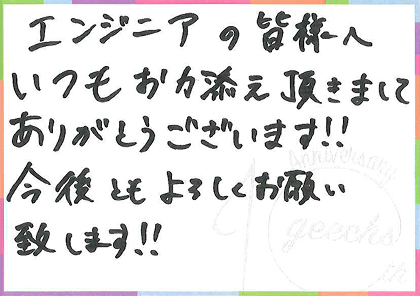 エンジニアの皆様へ
いつもお力添え頂きまして
ありがとうございます!!
今後ともよろしくお願い
致します!!
anniversary
10
geechs
th